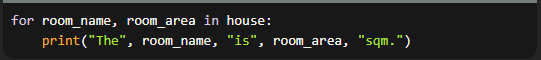 for room_name, room_area in house:
    print("The", room_name, "is", room_area, "sqm.")